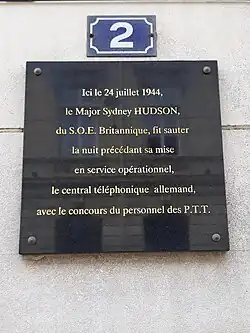 2
Ici le 24 juillet 1944,
le Major Sydney HUDSON,
du S.O.E. Britannique, fit sauter
la nuit précédant sa mise
en service opérationnel,
le central téléphonique allemand,
avec le concours du personnel des P.T.T.